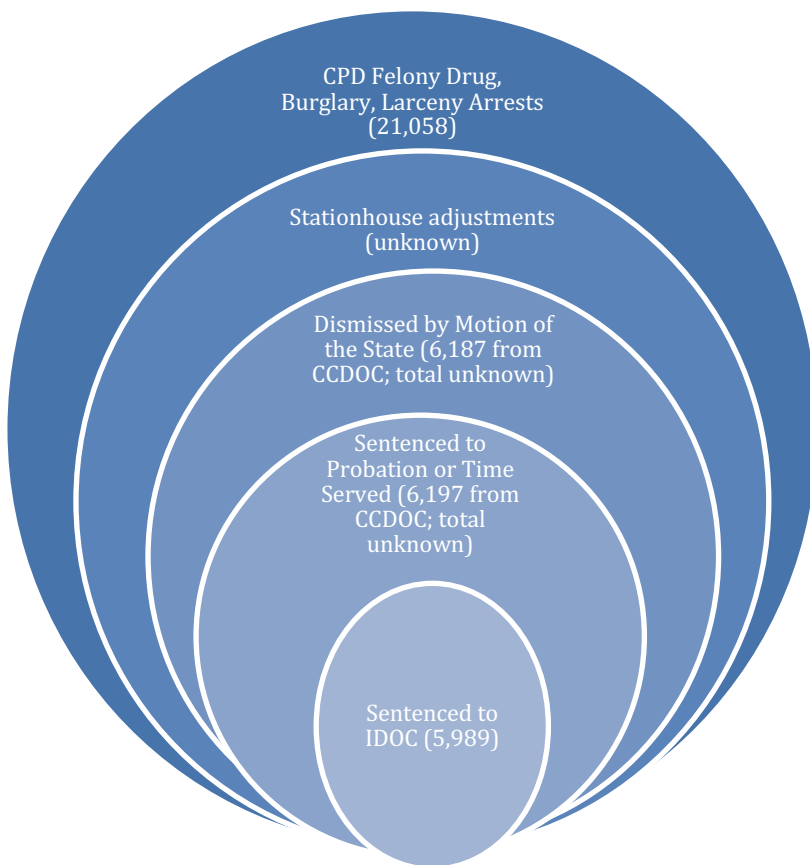 CPD Felony Drug,
Burglary, Larceny Arrests
(21,058)
Stationhouse adjustments
(unknown)
Dismissed by Motion of
the State (6,187 from
CCDOC; total unknown)
Sentenced to
Probation or Time
Served (6,197 from
CCDOC; total
unknown)
Sentenced to
IDOC (5,989)